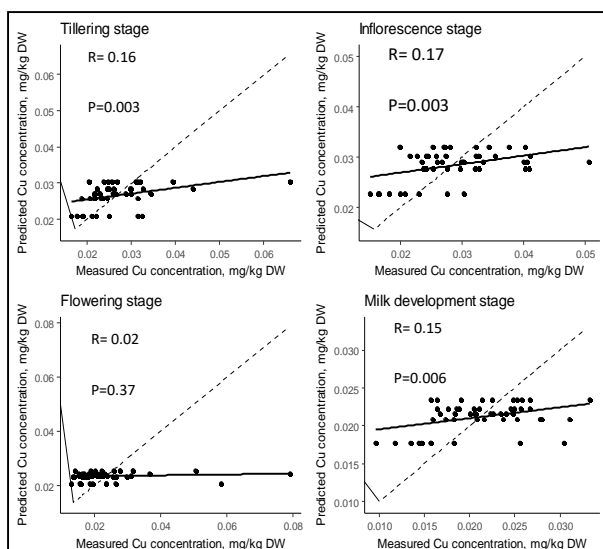 Tillering stage
R= 0.16
P=0.003
0.06
0.05
0.04
0.03
0.02
0.02 0.03 0.04 0.05 0.06
Predicted Cu concentration, mg/kg DW
Measured Cu concentration, mg/kg DW
Inflorescence stage
R= 0.17
P=0.003
0.05
0.04
0.03
0.02
0.02 0.03 0.04 0.05
Predicted Cu concentration, mg/kg DW
Measured Cu concentration, mg/kg DW
Flowering stage
R= 0.02
P=0.37
0.08
0.06
0.04
0.02
0.02 0.04 0.06 0.08
Predicted Cu concentration, mg/kg DW
Measured Cu concentration, mg/kg DW
Milk development stage
R= 0.15
P=0.006
0.030
0.025
0.020
0.015
0.010
0.010 0.015 0.020 0.025 0.030
Predicted Cu concentration, mg/kg DW
Measured Cu concentration, mg/kg DW